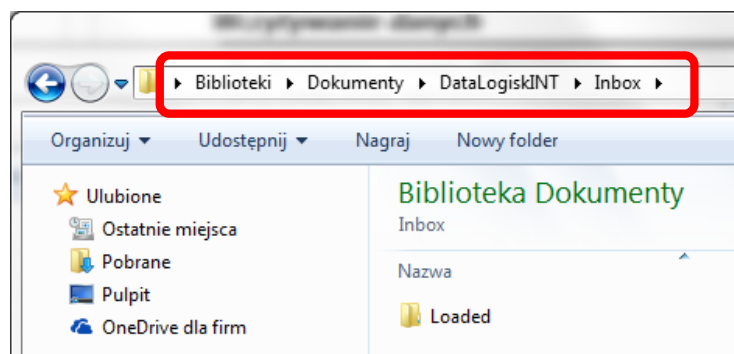 Biblioteki Dokumenty DataLogiskINT Inbox
Organizuj Udostępnij Nagraj Nowy folder
Ulubione
Ostatnie miejsca
Pobrane
Pulpit
OneDrive dla firm
Biblioteka Dokumenty
Inbox
Nazwa
Loaded